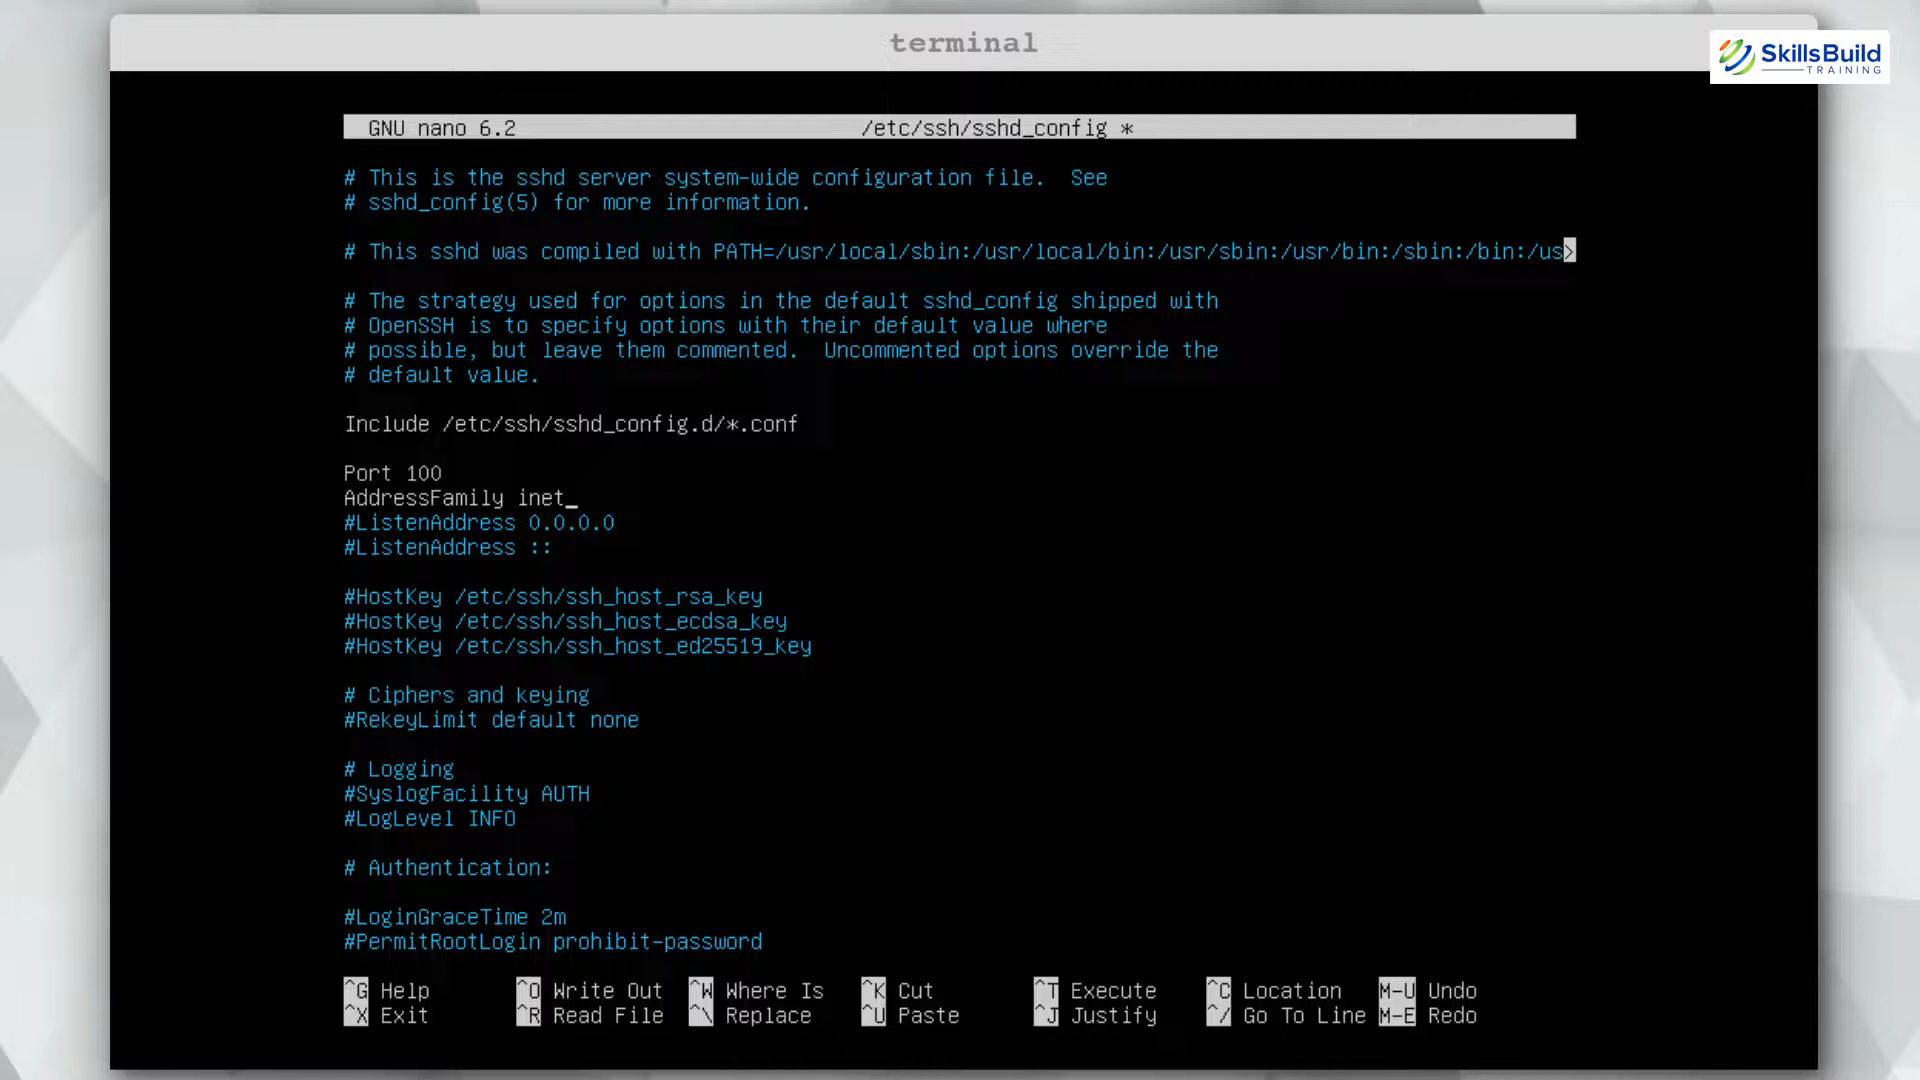 terminal
SkillsBuild
TRAINING
GNU nano 6.2 /etc/ssh/sshd_config *
# This is the sshd server system-wide configuration file.  See
# sshd_config(5) for more information.
# This sshd was compiled with PATH=/usr/local/sbin:/usr/local/bin:/usr/sbin:/usr/bin:/sbin:/bin:/us>
# The strategy used for options in the default sshd_config shipped with
# OpenSSH is to specify options with their default value where
# possible, but leave them commented.  Uncommented options override the
# default value.
Include /etc/ssh/sshd_config.d/*.conf
Port 100
AddressFamily inet_
#ListenAddress 0.0.0.0
#ListenAddress ::
#HostKey /etc/ssh/ssh_host_rsa_key
#HostKey /etc/ssh/ssh_host_ecdsa_key
#HostKey /etc/ssh/ssh_host_ed25519_key
# Ciphers and keying
#RekeyLimit default none
# Logging
#SyslogFacility AUTH
#LogLevel INFO
# Authentication:
#LoginGraceTime 2m
#PermitRootLogin prohibit-password
^G Help ^O Write Out ^W Where Is ^K Cut ^T Execute ^C Location M-U Undo
^X Exit ^R Read File ^\ Replace ^U Paste ^J Justify ^/ Go To Line M-E Redo